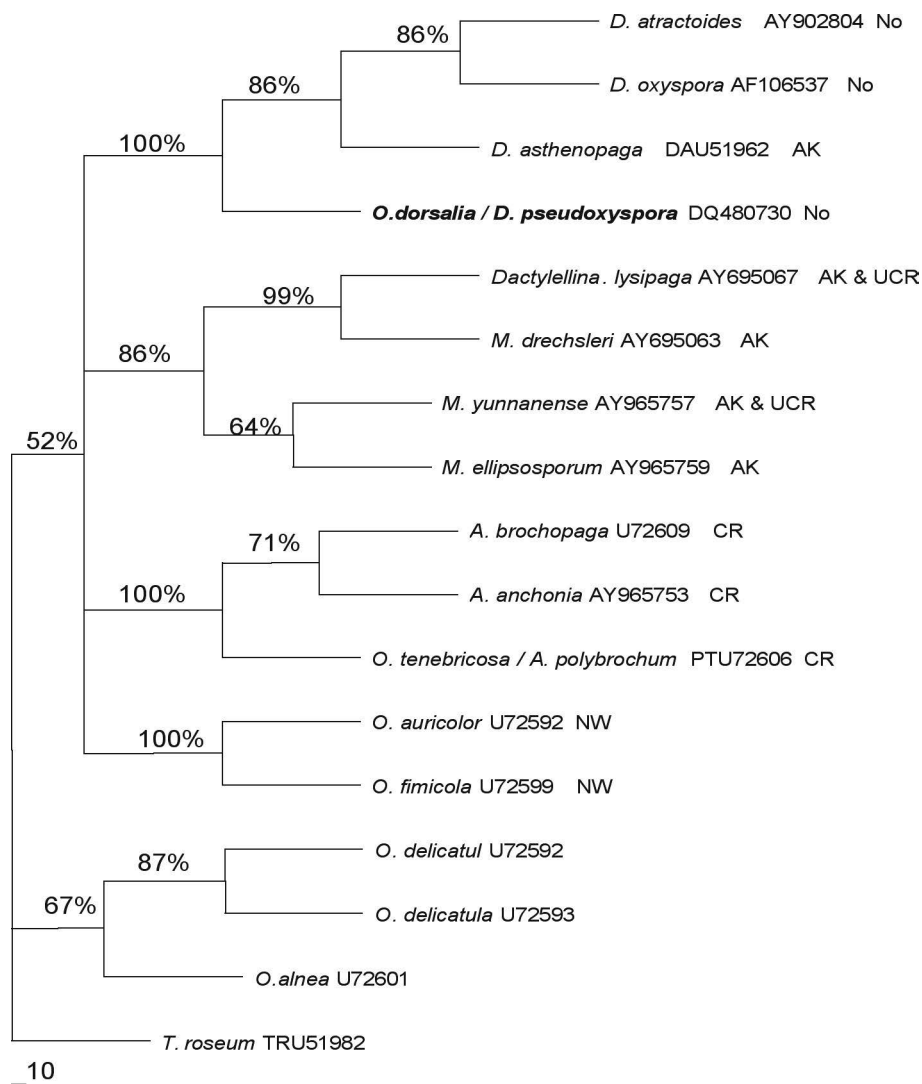 86%
D. atractoides AY902804 No
86%
D. oxyspora AF106537 No
100%
D. asthenopaga DAU51962 AK
O.dorsalia / D. pseudoxyspora DQ480730 No
Dactylellina. lysipaga AY695067 AK & UCR
99%
M. drechsleri AY695063 AK
86%
M. yunnanense AY965757 AK & UCR
64%
52%
M. ellipsosporum AY965759 AK
A. brochopaga U72609 CR
71%
A. anchonia AY965753 CR
100%
O. tenebricosa / A. polybrochum PTU72606 CR
O. auricolor U72592 NW
100%
O. fimicola U72599 NW
O. delicatul U72592
87%
67%
O. delicatula U72593
O.alnea U72601
T. roseum TRU51982
10